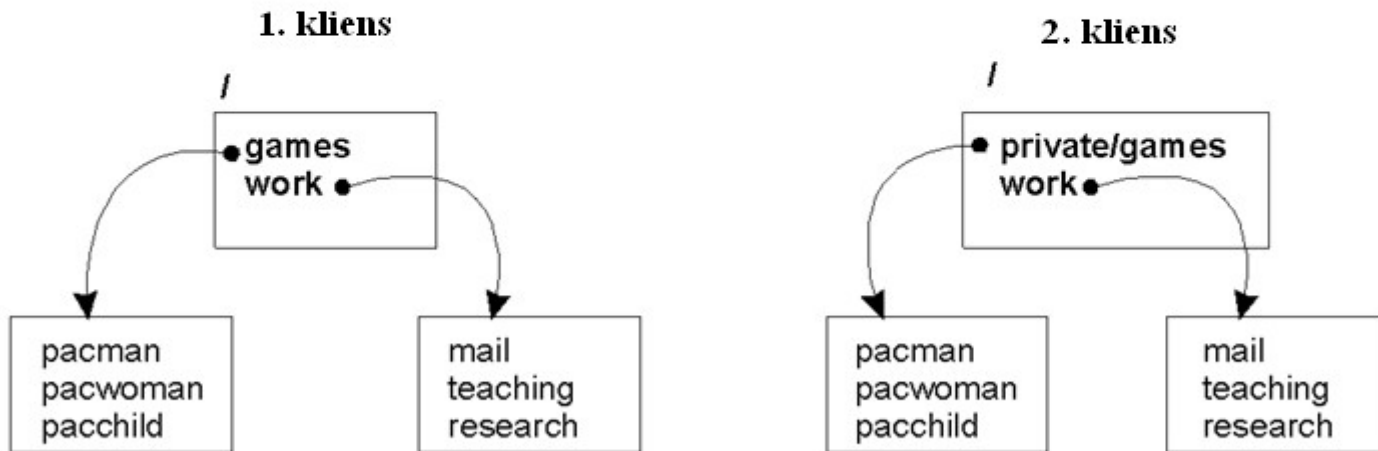 1. kliens
/
games
work
pacman
pacwoman
pacchild
mail
teaching
research
2. kliens
/
private/games
work
pacman
pacwoman
pacchild
mail
teaching
research